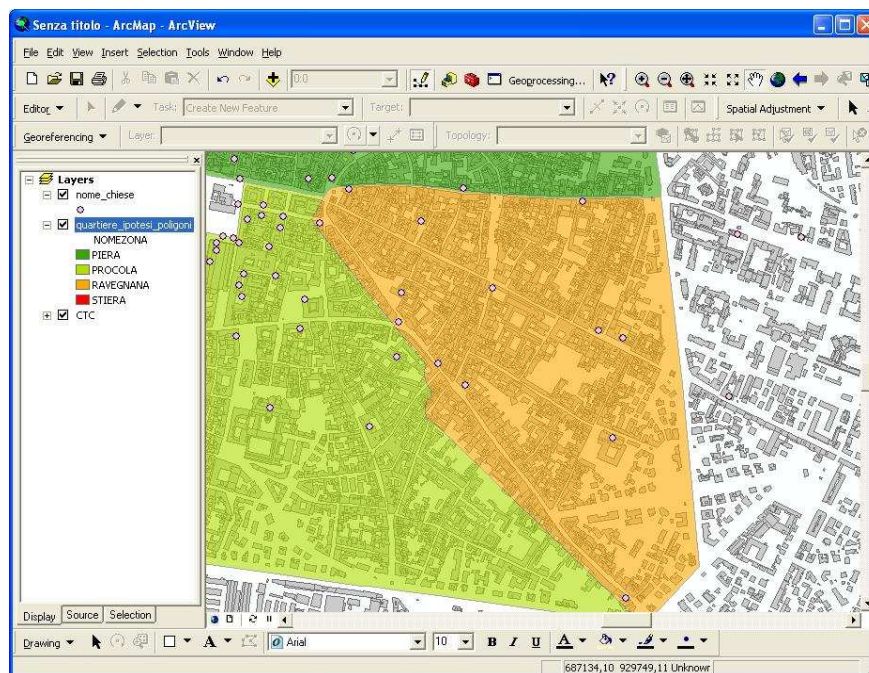 Senza titolo - ArcMap - ArcView
File Edit View Insert Selection Tools Window Help
0:0 Geoprocessing...
Editor Task: Create New Feature Target: Spatial Adjustment
Georeferencing Layer: Topology:
Layers
nome_chiese
quartiere_ipotesi_poligoni
NOMEZONA
PIERA
PROCOLA
RAVEGNANA
STIERA
CTC
Display Source Selection
Drawing A Arial 10 B I U A
687134,10 929749,11 Unknowr